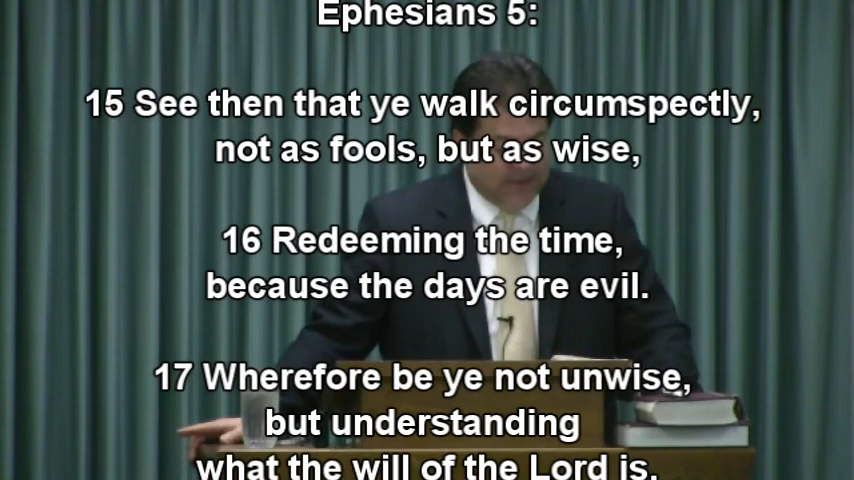 Ephesians 5:
15 See then that ye walk circumspectly,
not as fools, but as wise,
16 Redeeming the time,
because the days are evil.
17 Wherefore be ye not unwise,
but understanding
what the will of the Lord is.